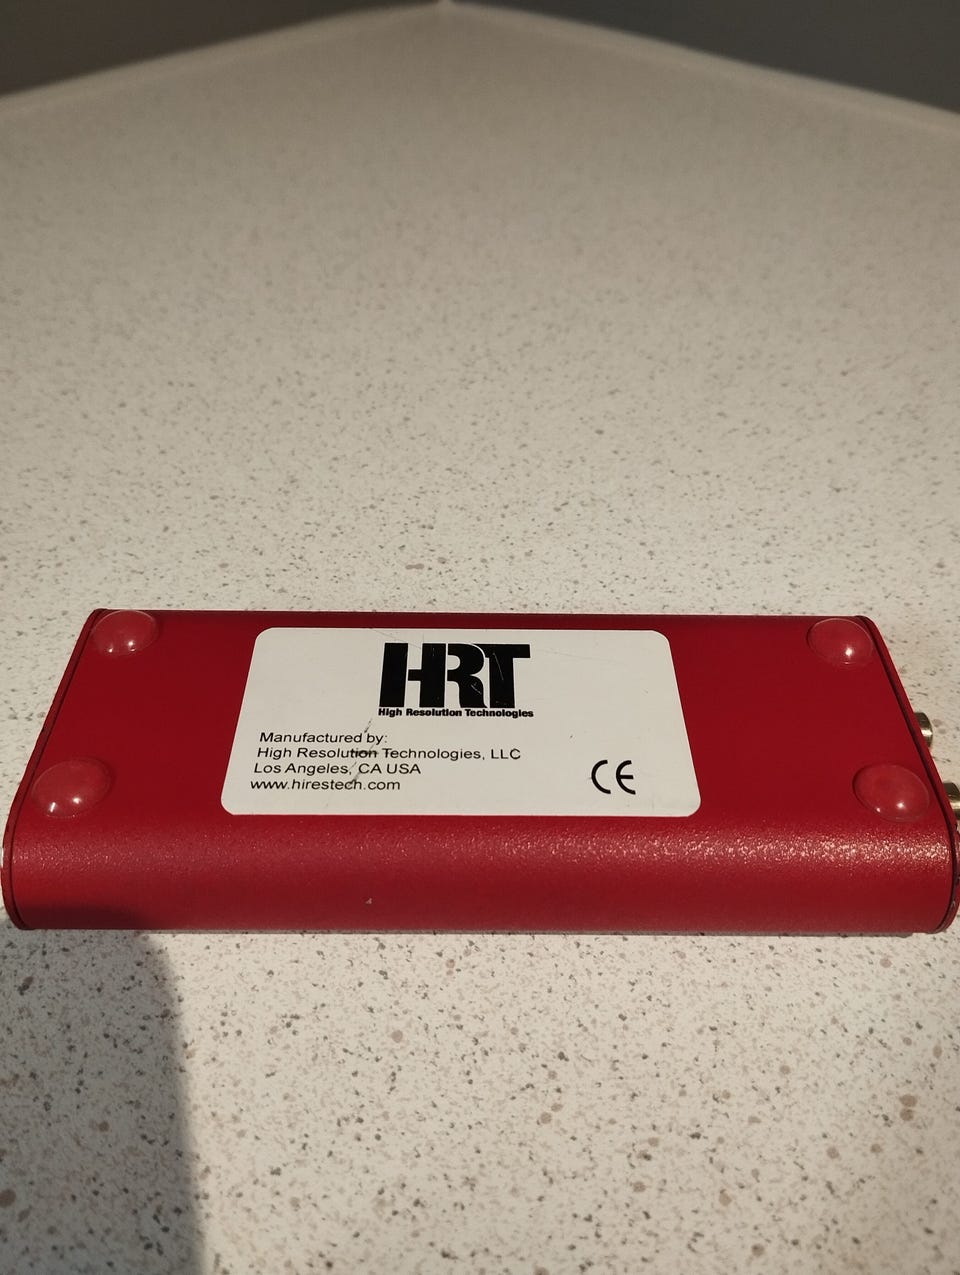 HRT
High Resolution Technologies
Manufactured by:
High Resolution Technologies, LLC
Los Angeles, CA USA
www.hirestech.com
CE